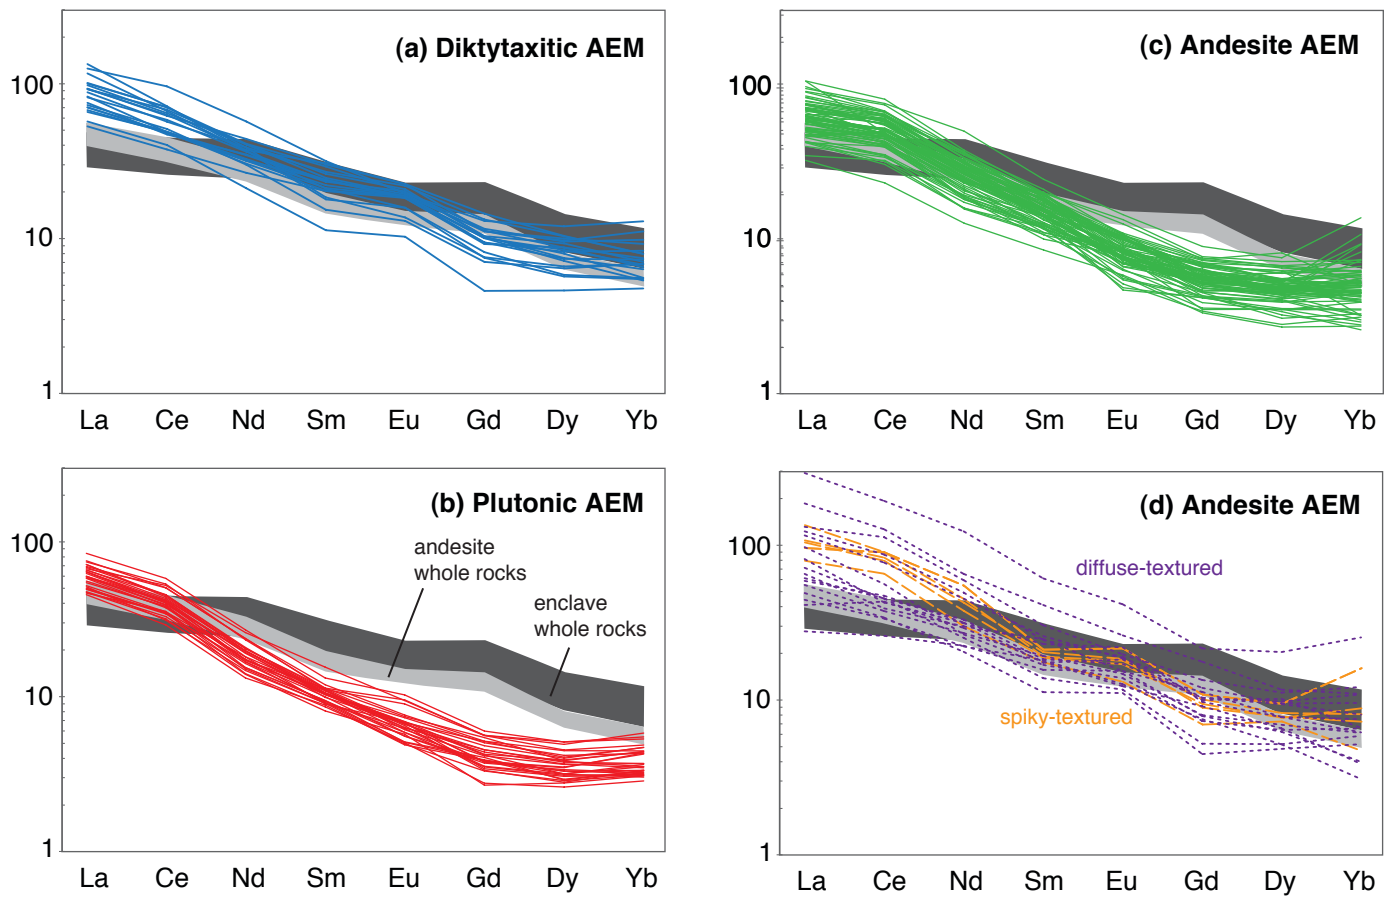 (a) Diktytaxitic AEM
100
10
1
La Ce Nd Sm Eu Gd Dy Yb
(c) Andesite AEM
100
10
1
La Ce Nd Sm Eu Gd Dy Yb
(b) Plutonic AEM
andesite
whole rocks
enclave
whole rocks
100
10
1
La Ce Nd Sm Eu Gd Dy Yb
(d) Andesite AEM
diffuse-textured
spiky-textured
100
10
1
La Ce Nd Sm Eu Gd Dy Yb